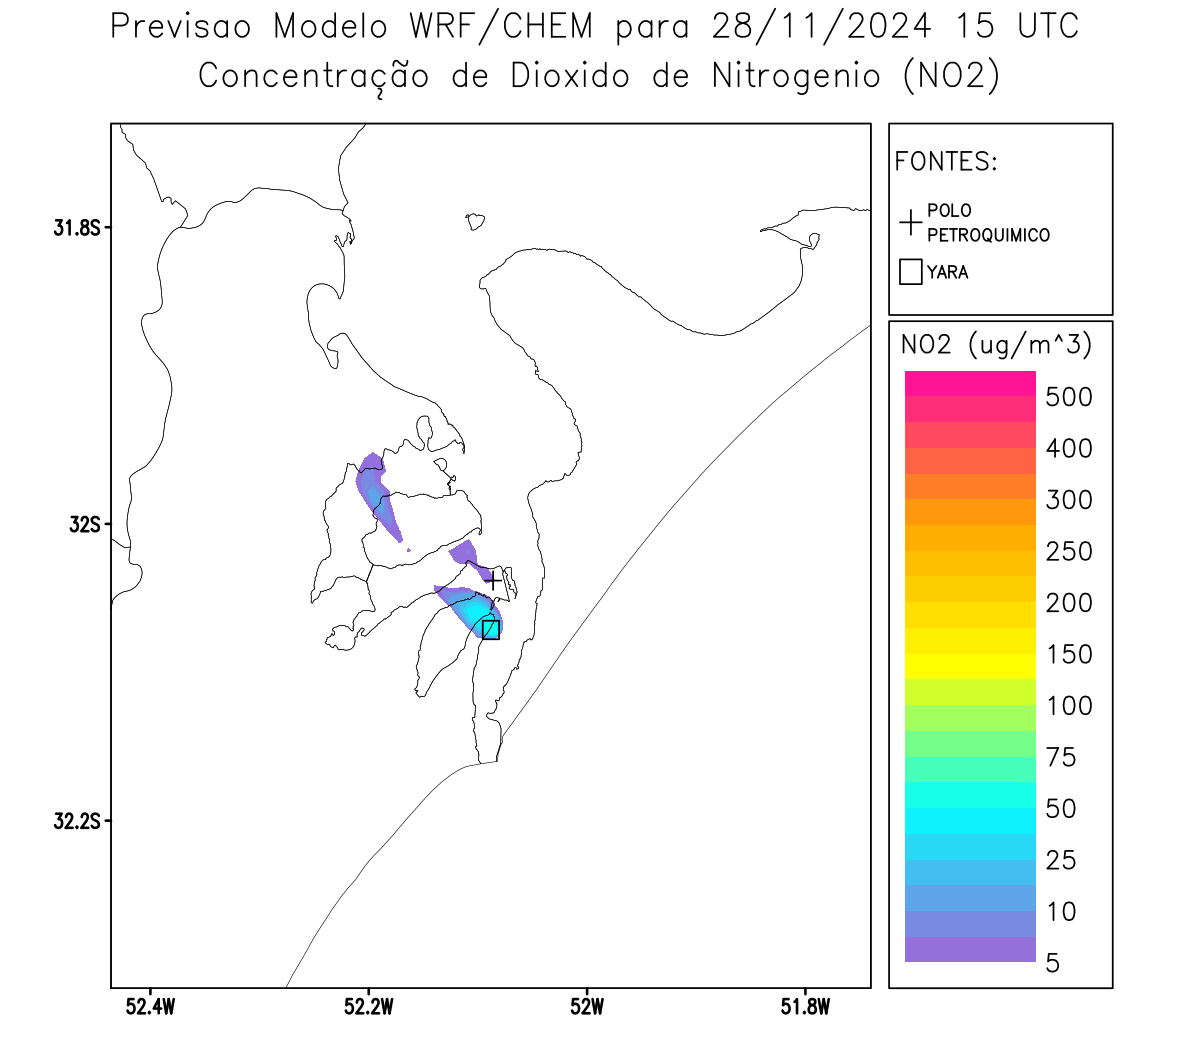 Previsao Modelo WRF/CHEM para 28/11/2024 15 UTC
Concentração de Dioxido de Nitrogenio (NO2)
FONTES:
POLO
PETROQUIMICO
YARA
NO2 (ug/m^3)
500
400
300
250
200
150
100
75
50
25
10
5
31.8S
32S
32.2S
52.4W
52.2W
52W
51.8W